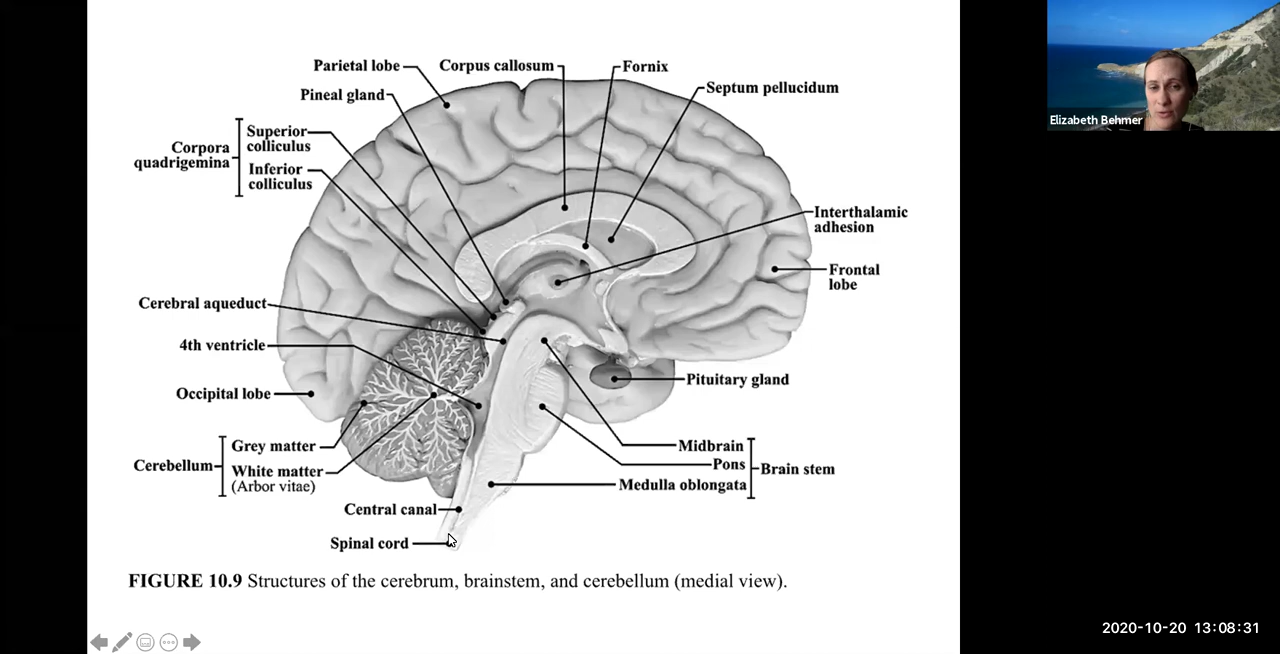 Parietal lobe
Corpus callosum
Fornix
Pineal gland
Septum pellucidum
Superior
colliculus
Corpora
quadrigemina
Inferior
colliculus
Interthalamic
adhesion
Frontal
lobe
Cerebral aqueduct
4th ventricle
Pituitary gland
Occipital lobe
Grey matter
Cerebellum
White matter
(Arbor vitae)
Midbrain
Pons
Brain stem
Medulla oblongata
Central canal
Spinal cord
FIGURE 10.9 Structures of the cerebrum, brainstem, and cerebellum (medial view).
Elizabeth Behmer
2020-10-20 13:08:31